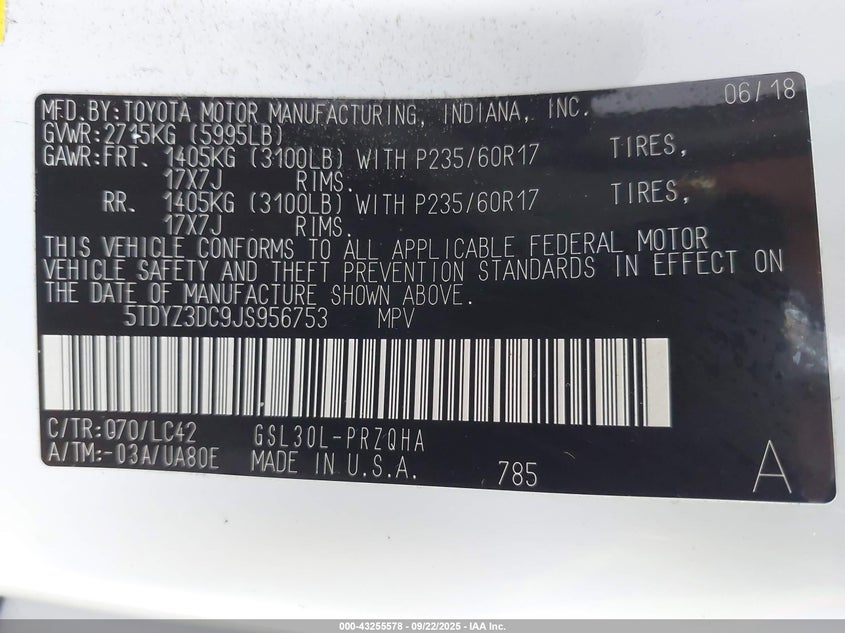 MFD.BY:TOYOTA MOTOR MANUFACTURING, INDIANA, INC. 06/18
GVWR:2715KG (5995LB)
GAWR:FRT. 1405KG (3100LB) WITH P235/60R17 TIRES,
17X7J RIMS.
RR. 1405KG (3100LB) WITH P235/60R17 TIRES,
17X7J RIMS.
THIS VEHICLE CONFORMS TO ALL APPLICABLE FEDERAL MOTOR
VEHICLE SAFETY AND THEFT PREVENTION STANDARDS IN EFFECT ON
THE DATE OF MANUFACTURE SHOWN ABOVE.
5TDYZ3DC9JS956753 MPV
C/TR:070/LC42 GSL30L-PRZQHA
A/TM:-03A/UA80E MADE IN U.S.A. 785 A
000-43255578 - 09/22/2025 - IAA Inc.